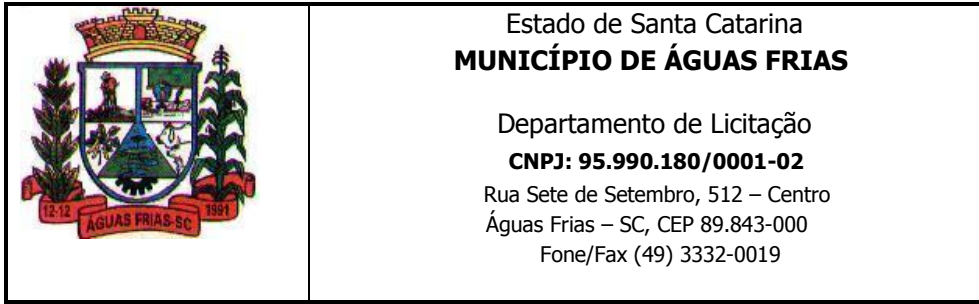 12-12
ÁGUAS FRIAS-SC
1991
Estado de Santa Catarina
MUNICÍPIO DE ÁGUAS FRIAS
Departamento de Licitação
CNPJ: 95.990.180/0001-02
Rua Sete de Setembro, 512 – Centro
Águas Frias – SC, CEP 89.843-000
Fone/Fax (49) 3332-0019